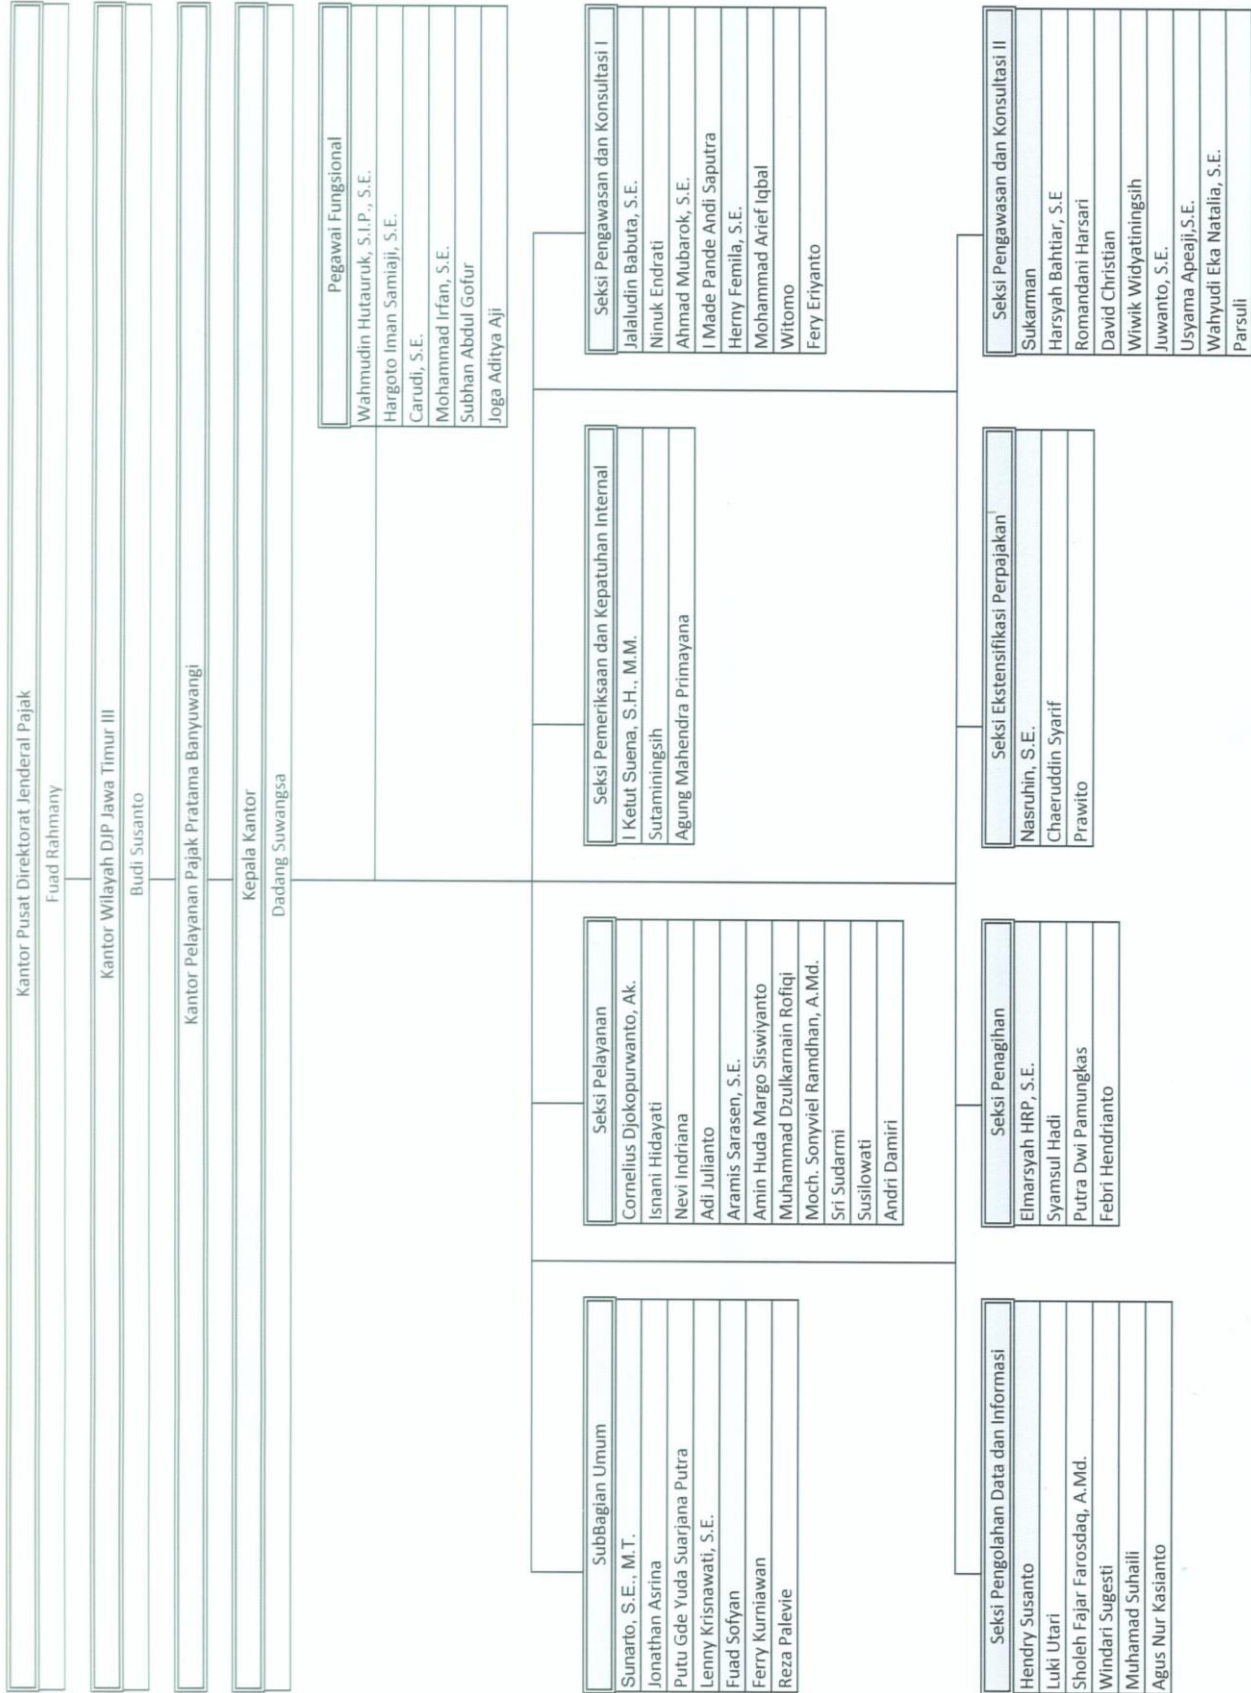 Kantor Pusat Direktorat Jenderal Pajak
Fuad Rahmany
Kantor Wilayah DJP Jawa Timur III
Budi Susanto
Kantor Pelayanan Pajak Pratama Banyuwangi
Kepala Kantor
Dadang Suwangsa
Pegawai Fungsional
Wahmudin Hutauruk, S.I.P., S.E.
Hargoto Iman Samiaji, S.E.
Carudi, S.E.
Mohammad Irfan, S.E.
Subhan Abdul Gofur
Joga Aditya Aji
SubBagian Umum
Sunarto, S.E., M.T.
Jonathan Asrina
Putu Gde Yuda Suarjana Putra
Lenny Krisnawati, S.E.
Fuad Sofyan
Ferry Kurniawan
Reza Palevie
Seksi Pelayanan
Cornelius Djokopurwanto, Ak.
Isnani Hidayati
Nevi Indriana
Adi Julianto
Aramis Sarasen, S.E.
Amin Huda Margo Siswiyanto
Muhammad Dzulkarnain Rofiqi
Moch. Sonyviel Ramdhan, A.Md.
Sri Sudarmi
Susilowati
Andri Damiri
Seksi Pemeriksaan dan Kepatuhan Internal
I Ketut Suena, S.H., M.M.
Sutaminingsih
Agung Mahendra Primayana
Seksi Pengawasan dan Konsultasi I
Jalaludin Babuta, S.E.
Ninuk Endrati
Ahmad Mubarok, S.E.
I Made Pande Andi Saputra
Herny Femila, S.E.
Mohammad Arief Iqbal
Witomo
Fery Eriyanto
Seksi Pengolahan Data dan Informasi
Hendry Susanto
Luki Utari
Sholeh Fajar Farosdaq, A.Md.
Windari Sugesti
Muhamad Suhaili
Agus Nur Kasianto
Seksi Penagihan
Elmarsyah HRP, S.E.
Syamsul Hadi
Putra Dwi Pamungkas
Febri Hendrianto
Seksi Ekstensifikasi Perpajakan
Nasruhin, S.E.
Chaeruddin Syarif
Prawito
Seksi Pengawasan dan Konsultasi II
Sukarman
Harsyah Bahtiar, S.E
Romandani Harsari
David Christian
Wiwik Widyatiningsih
Juwanto, S.E.
Usyama Apeaji,S.E.
Wahyudi Eka Natalia, S.E.
Parsuli